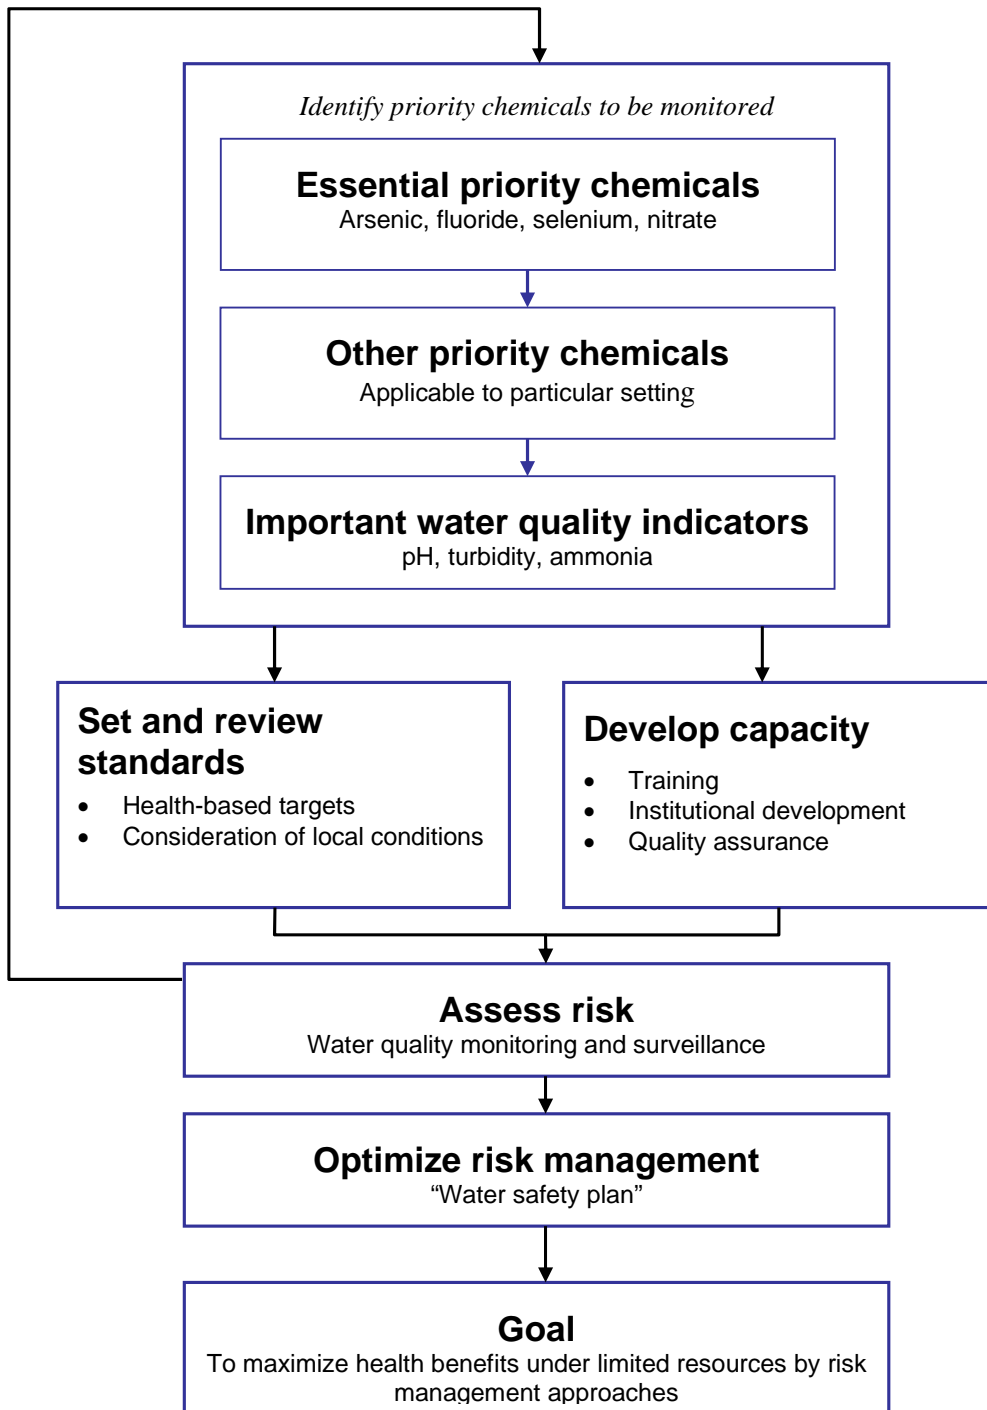 Identify priority chemicals to be monitored
Essential priority chemicals
Arsenic, fluoride, selenium, nitrate
Other priority chemicals
Applicable to particular setting
Important water quality indicators
pH, turbidity, ammonia
Set and review
standards
• Health-based targets
• Consideration of local conditions
Develop capacity
• Training
• Institutional development
• Quality assurance
Assess risk
Water quality monitoring and surveillance
Optimize risk management
“Water safety plan”
Goal
To maximize health benefits under limited resources by risk
management approaches